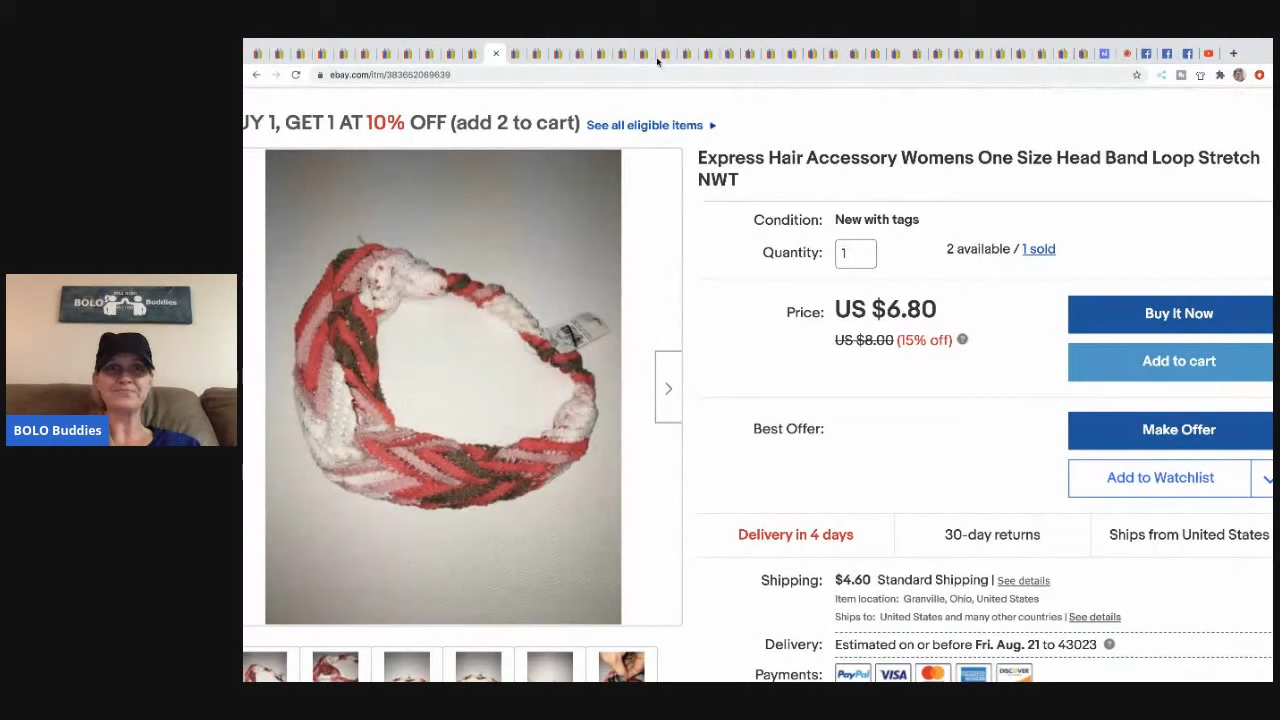 ebay.com/itm/383652069639
UY 1, GET 1 AT 10% OFF (add 2 to cart) See all eligible items
Express Hair Accessory Womens One Size Head Band Loop Stretch
NWT
Condition: New with tags
Quantity: 1 2 available / 1 sold
Price: US $6.80
US $8.00 (15% off)
Buy It Now
Add to cart
Best Offer:
Make Offer
Add to Watchlist
Delivery in 4 days 30-day returns Ships from United States
Shipping: $4.60 Standard Shipping | See details
Item location: Granville, Ohio, United States
Ships to: United States and many other countries | See details
Delivery: Estimated on or before Fri. Aug. 21 to 43023
Payments: PayPal VISA DISCOVER
BOLO Buddies
BOLO Buddies